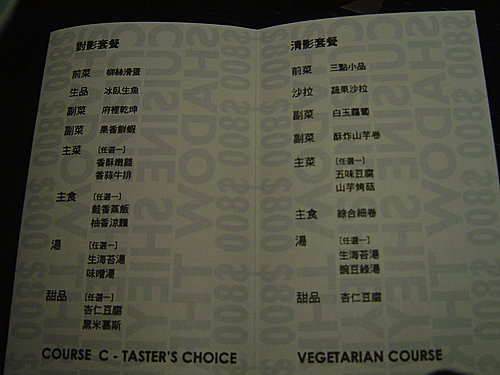 對影套餐
前菜 柳絲滑蛋
生品 冰臥生魚
副菜 府裡乾坤
副菜 果香鮮蝦
主菜 [任選一]
香酥嫩雞
香蒜牛排
主食 [任選一]
鮭香蒸飯
柚香涼麵
湯 [任選一]
生海苔湯
味噌湯
甜品 [任選一]
杏仁豆腐
黑米慕斯
COURSE C - TASTER'S CHOICE
清影套餐
前菜 三點小品
沙拉 蔬果沙拉
副菜 白玉蘿蔔
副菜 酥炸山芋卷
主菜 [任選一]
五味豆腐
山芋烤菇
主食 綜合細卷
湯 [任選一]
生海苔湯
豌豆綠湯
甜品 杏仁豆腐
VEGETARIAN COURSE